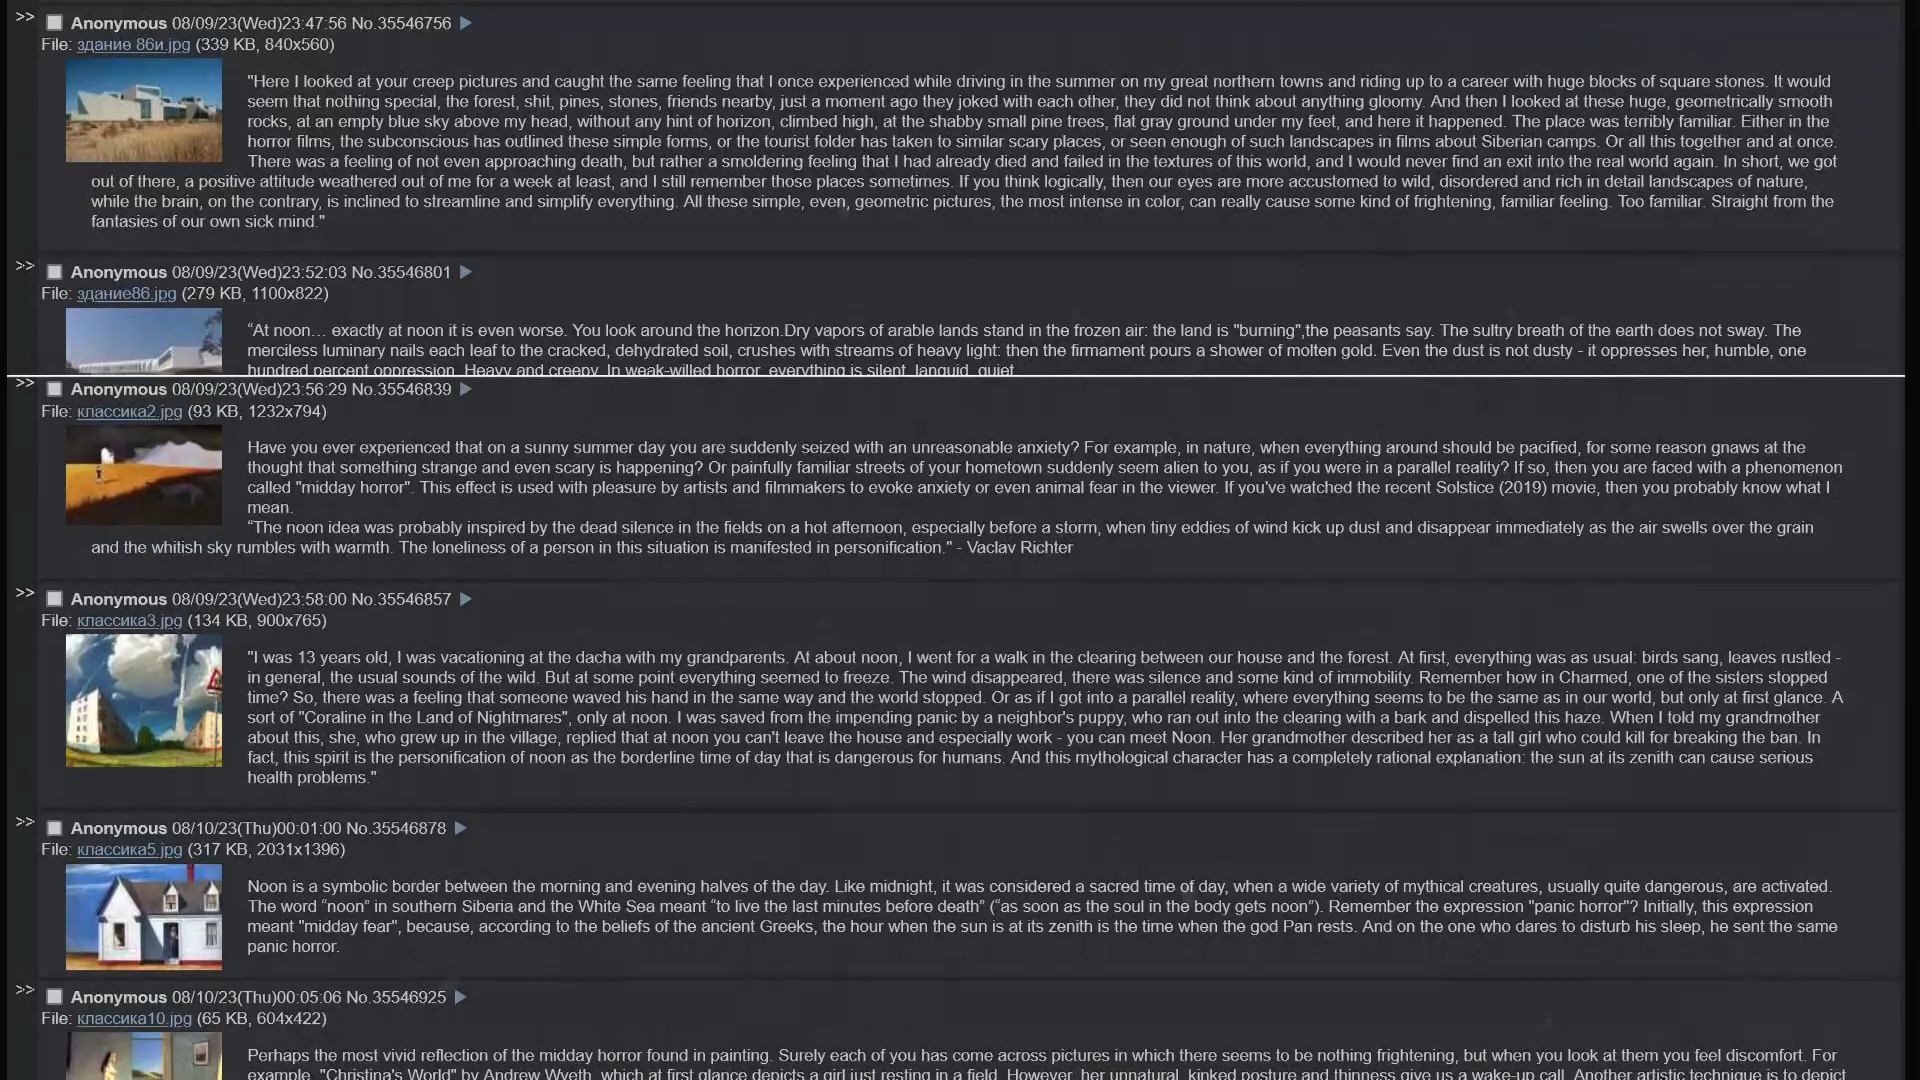 >> Anonymous 08/09/23(Wed)23:47:56 No.35546756
File: здание 86и.jpg (339 KB, 840x560)
"Here I looked at your creep pictures and caught the same feeling that I once experienced while driving in the summer on my great northern towns and riding up to a career with huge blocks of square stones. It would
seem that nothing special, the forest, shit, pines, stones, friends nearby, just a moment ago they joked with each other, they did not think about anything gloomy. And then I looked at these huge, geometrically smooth
rocks, at an empty blue sky above my head, without any hint of horizon, climbed high, at the shabby small pine trees, flat gray ground under my feet, and here it happened. The place was terribly familiar. Either in the
horror films, the subconscious has outlined these simple forms, or the tourist folder has taken to similar scary places, or seen enough of such landscapes in films about Siberian camps. Or all this together and at once.
There was a feeling of not even approaching death, but rather a smoldering feeling that I had already died and failed in the textures of this world, and I would never find an exit into the real world again. In short, we got
out of there, a positive attitude weathered out of me for a week at least, and I still remember those places sometimes. If you think logically, then our eyes are more accustomed to wild, disordered and rich in detail landscapes of nature,
while the brain, on the contrary, is inclined to streamline and simplify everything. All these simple, even, geometric pictures, the most intense in color, can really cause some kind of frightening, familiar feeling. Too familiar. Straight from the
fantasies of our own sick mind."
>> Anonymous 08/09/23(Wed)23:52:03 No.35546801
File: здание86.jpg (279 KB, 1100x822)
“At noon… exactly at noon it is even worse. You look around the horizon.Dry vapors of arable lands stand in the frozen air: the land is "burning",the peasants say. The sultry breath of the earth does not sway. The
merciless luminary nails each leaf to the cracked, dehydrated soil, crushes with streams of heavy light: then the firmament pours a shower of molten gold. Even the dust is not dusty - it oppresses her, humble, one
hundred percent oppression. Heavy and creepy. In weak-willed horror, everything is silent, languid, quiet
>> Anonymous 08/09/23(Wed)23:56:29 No.35546839
File: классика2.jpg (93 KB, 1232x794)
Have you ever experienced that on a sunny summer day you are suddenly seized with an unreasonable anxiety? For example, in nature, when everything around should be pacified, for some reason gnaws at the
thought that something strange and even scary is happening? Or painfully familiar streets of your hometown suddenly seem alien to you, as if you were in a parallel reality? If so, then you are faced with a phenomenon
called "midday horror". This effect is used with pleasure by artists and filmmakers to evoke anxiety or even animal fear in the viewer. If you've watched the recent Solstice (2019) movie, then you probably know what I
mean.
“The noon idea was probably inspired by the dead silence in the fields on a hot afternoon, especially before a storm, when tiny eddies of wind kick up dust and disappear immediately as the air swells over the grain
and the whitish sky rumbles with warmth. The loneliness of a person in this situation is manifested in personification." - Vaclav Richter
>> Anonymous 08/09/23(Wed)23:58:00 No.35546857
File: классика3.jpg (134 KB, 900x765)
"I was 13 years old, I was vacationing at the dacha with my grandparents. At about noon, I went for a walk in the clearing between our house and the forest. At first, everything was as usual: birds sang, leaves rustled -
in general, the usual sounds of the wild. But at some point everything seemed to freeze. The wind disappeared, there was silence and some kind of immobility. Remember how in Charmed, one of the sisters stopped
time? So, there was a feeling that someone waved his hand in the same way and the world stopped. Or as if I got into a parallel reality, where everything seems to be the same as in our world, but only at first glance. A
sort of "Coraline in the Land of Nightmares", only at noon. I was saved from the impending panic by a neighbor's puppy, who ran out into the clearing with a bark and dispelled this haze. When I told my grandmother
about this, she, who grew up in the village, replied that at noon you can't leave the house and especially work - you can meet Noon. Her grandmother described her as a tall girl who could kill for breaking the ban. In
fact, this spirit is the personification of noon as the borderline time of day that is dangerous for humans. And this mythological character has a completely rational explanation: the sun at its zenith can cause serious
health problems."
>> Anonymous 08/10/23(Thu)00:01:00 No.35546878
File: классика5.jpg (317 KB, 2031x1396)
Noon is a symbolic border between the morning and evening halves of the day. Like midnight, it was considered a sacred time of day, when a wide variety of mythical creatures, usually quite dangerous, are activated.
The word “noon” in southern Siberia and the White Sea meant “to live the last minutes before death” (“as soon as the soul in the body gets noon”). Remember the expression "panic horror"? Initially, this expression
meant "midday fear", because, according to the beliefs of the ancient Greeks, the hour when the sun is at its zenith is the time when the god Pan rests. And on the one who dares to disturb his sleep, he sent the same
panic horror.
>> Anonymous 08/10/23(Thu)00:05:06 No.35546925
File: классика10.jpg (65 KB, 604x422)
Perhaps the most vivid reflection of the midday horror found in painting. Surely each of you has come across pictures in which there seems to be nothing frightening, but when you look at them you feel discomfort. For
example, "Christina's World" by Andrew Wyeth, which at first glance depicts a girl just resting in a field. However, her unnatural, kinked posture and thinness give us a wake-up call. Another artistic technique is to depict